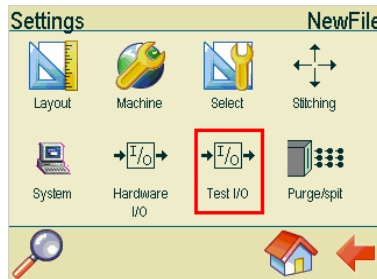 Settings NewFile
Layout Machine Select Stitching
I/O I/O
System Hardware Test I/O Purge/spit
I/O